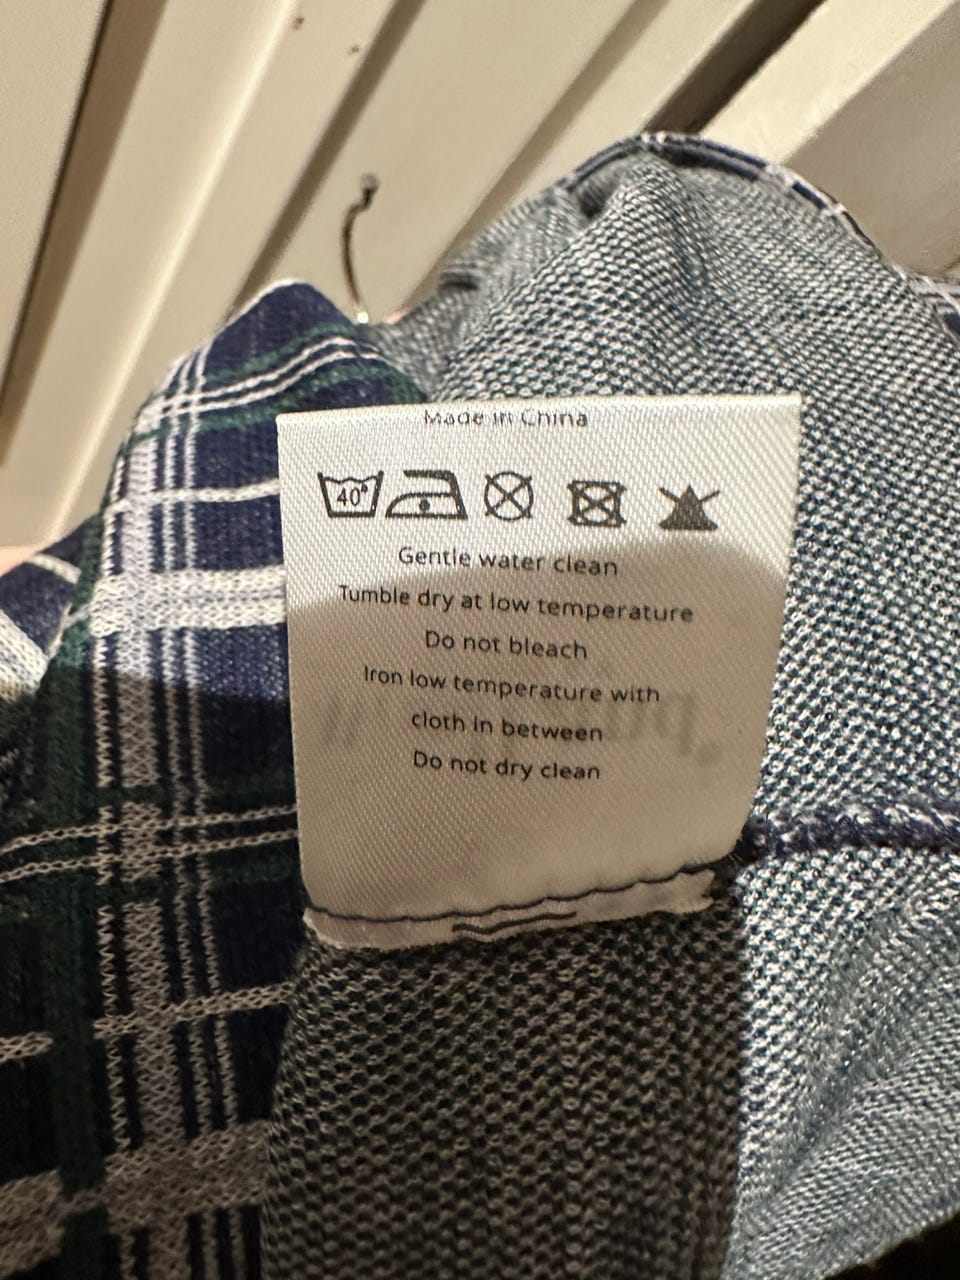 Made in China
40°
Gentle water clean
Tumble dry at low temperature
Do not bleach
Iron low temperature with
cloth in between
Do not dry clean